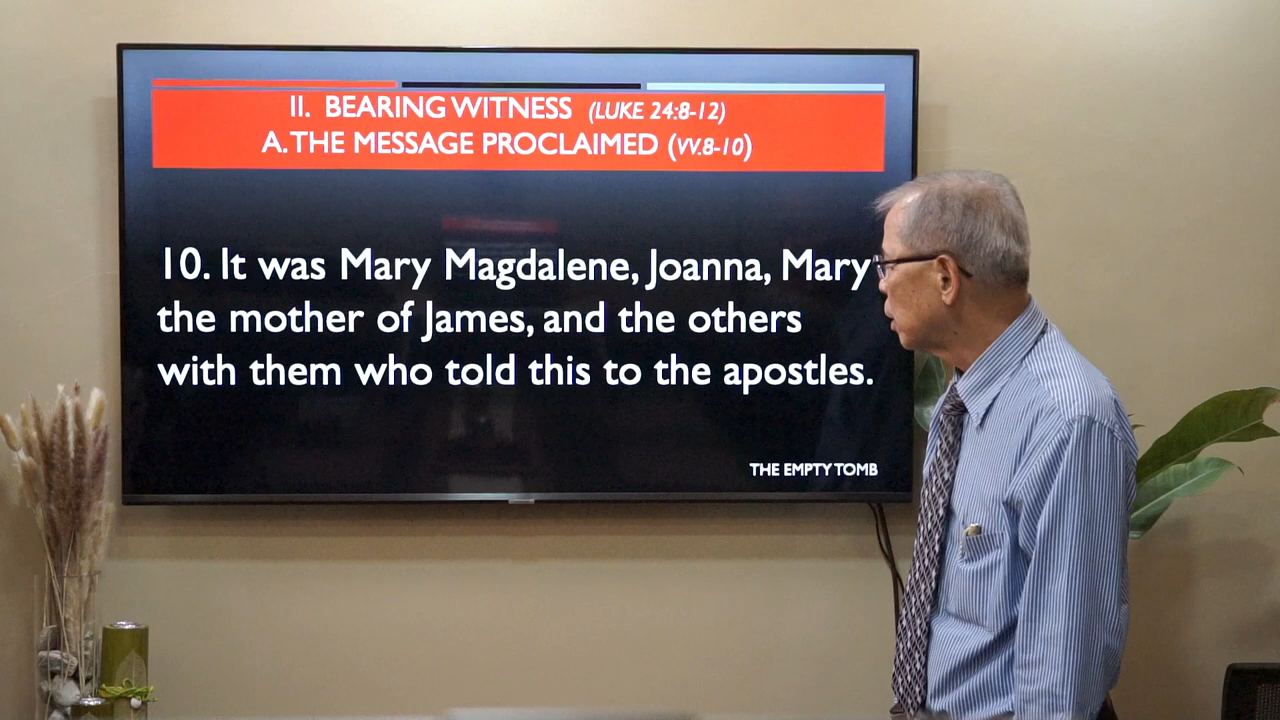 II. BEARING WITNESS (LUKE 24:8-12)
A. THE MESSAGE PROCLAIMED (VV.8-10)
10. It was Mary Magdalene, Joanna, Mary
the mother of James, and the others
with them who told this to the apostles.
THE EMPTY TOMB